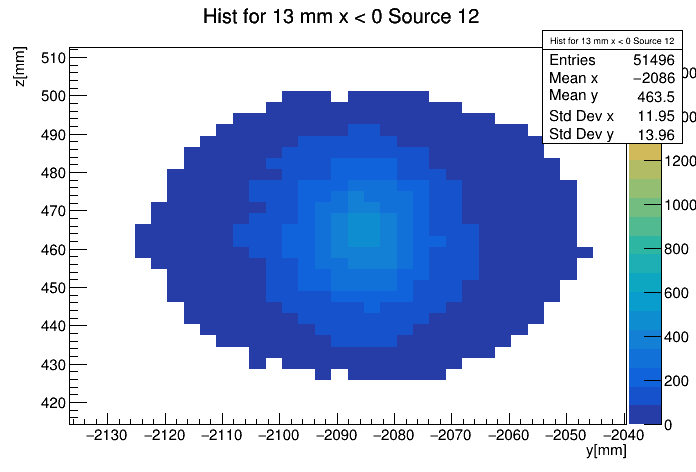 Hist for 13 mm x < 0 Source 12
Hist for 13 mm x < 0 Source 12
Entries 51496
Mean x −2086
Mean y 463.5
Std Dev x 11.95
Std Dev y 13.96
z[mm]
510
500
490
480
470
460
450
440
430
420
1200
1000
800
600
400
200
0
−2130 −2120 −2110 −2100 −2090 −2080 −2070 −2060 −2050 −2040
y[mm]